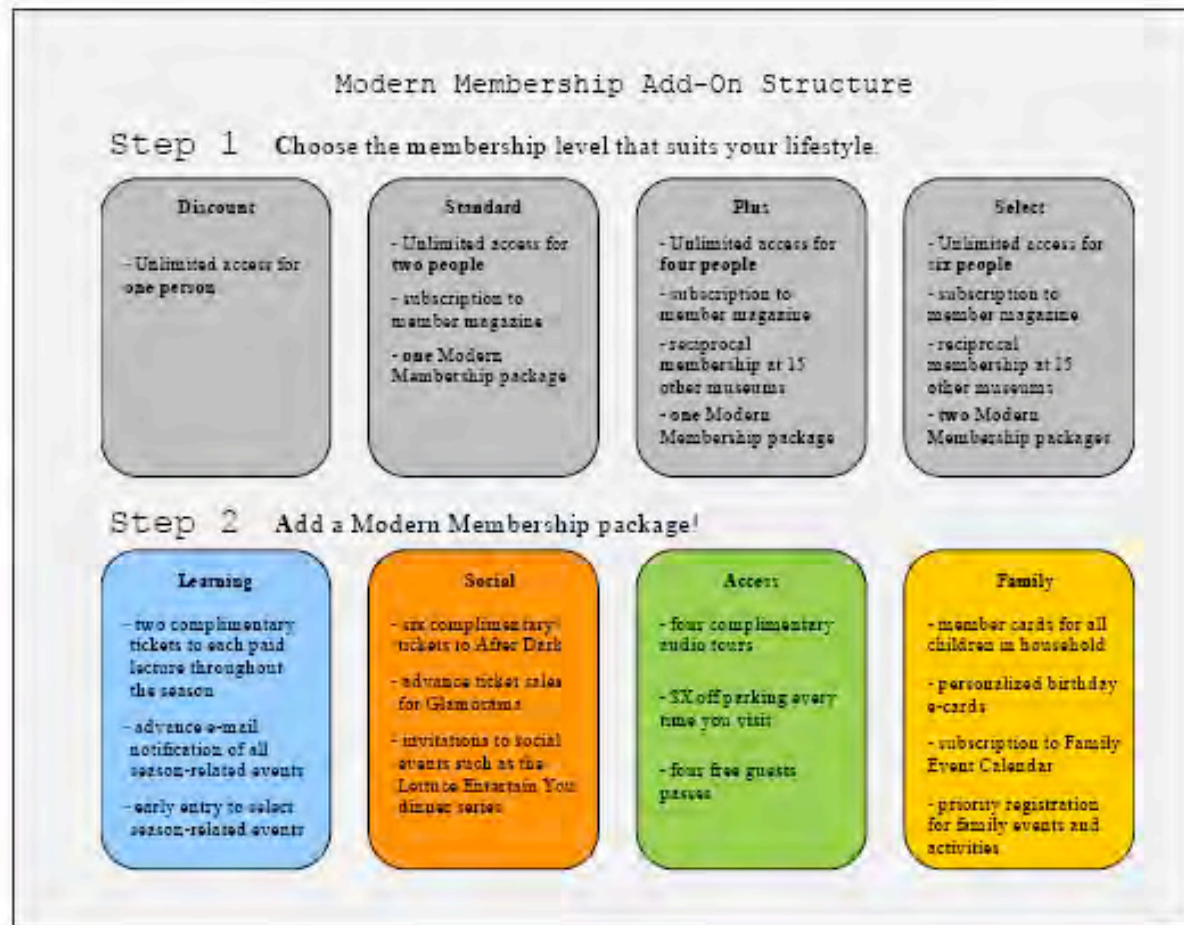 Modern Membership Add-On Structure
Step 1 Choose the membership level that suits your lifestyle.
Discount
- Unlimited access for
one person
Standard
- Unlimited access for
two people
- subscription to
member magazine
- one Modern
Membership package
Plus
- Unlimited access for
four people
- subscription to
member magazine
- reciprocal
membership at 15
other museums
- one Modern
Membership package
Select
- Unlimited access for
six people
- subscription to
member magazine
- reciprocal
membership at 15
other museums
- two Modern
Membership packages
Step 2 Add a Modern Membership package!
Learning
- two complimentary
tickets to each paid
lecture throughout
the season
- advance e-mail
notification of all
season-related events
- early entry to select
season-related events
Social
- six complimentary
tickets to After Dark
- advance ticket sales
for Glamorama
- invitations to social
events such as the
Lettuce Entertain You
dinner series
Access
- four complimentary
audio tours
- $X off parking every
time you visit
- four free guests
passes
Family
- member cards for all
children in household
- personalized birthday
e-cards
- subscription to Family
Event Calendar
- priority registration
for family events and
activities